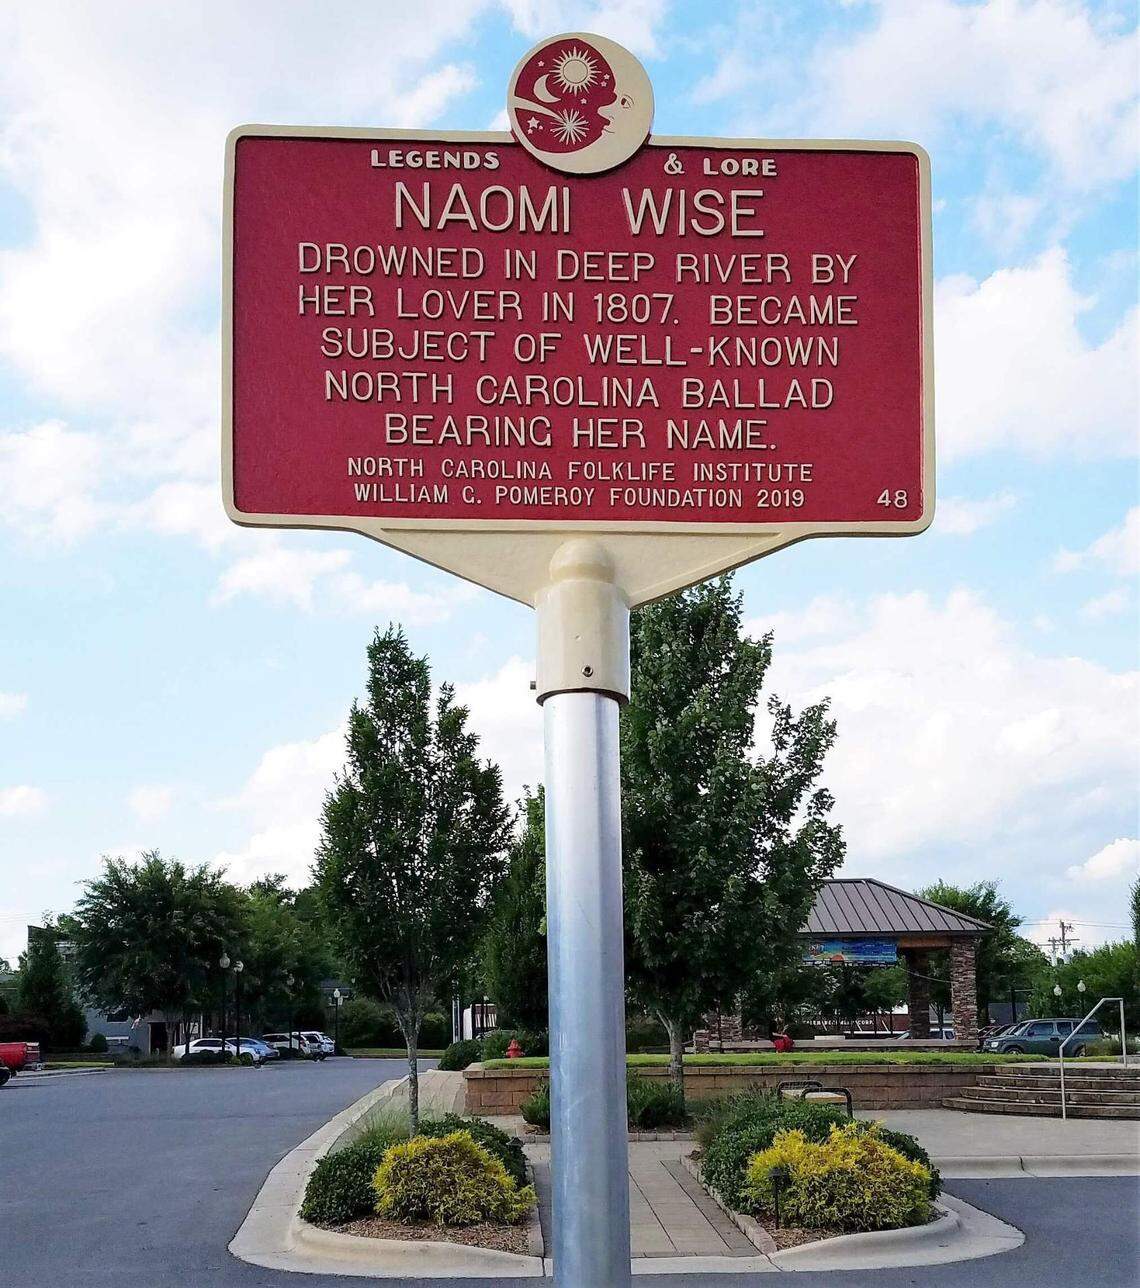 LEGENDS & LORE
NAOMI WISE
DROWNED IN DEEP RIVER BY
HER LOVER IN 1807. BECAME
SUBJECT OF WELL-KNOWN
NORTH CAROLINA BALLAD
BEARING HER NAME.
NORTH CAROLINA FOLKLIFE INSTITUTE
WILLIAM G. POMEROY FOUNDATION 2019 48